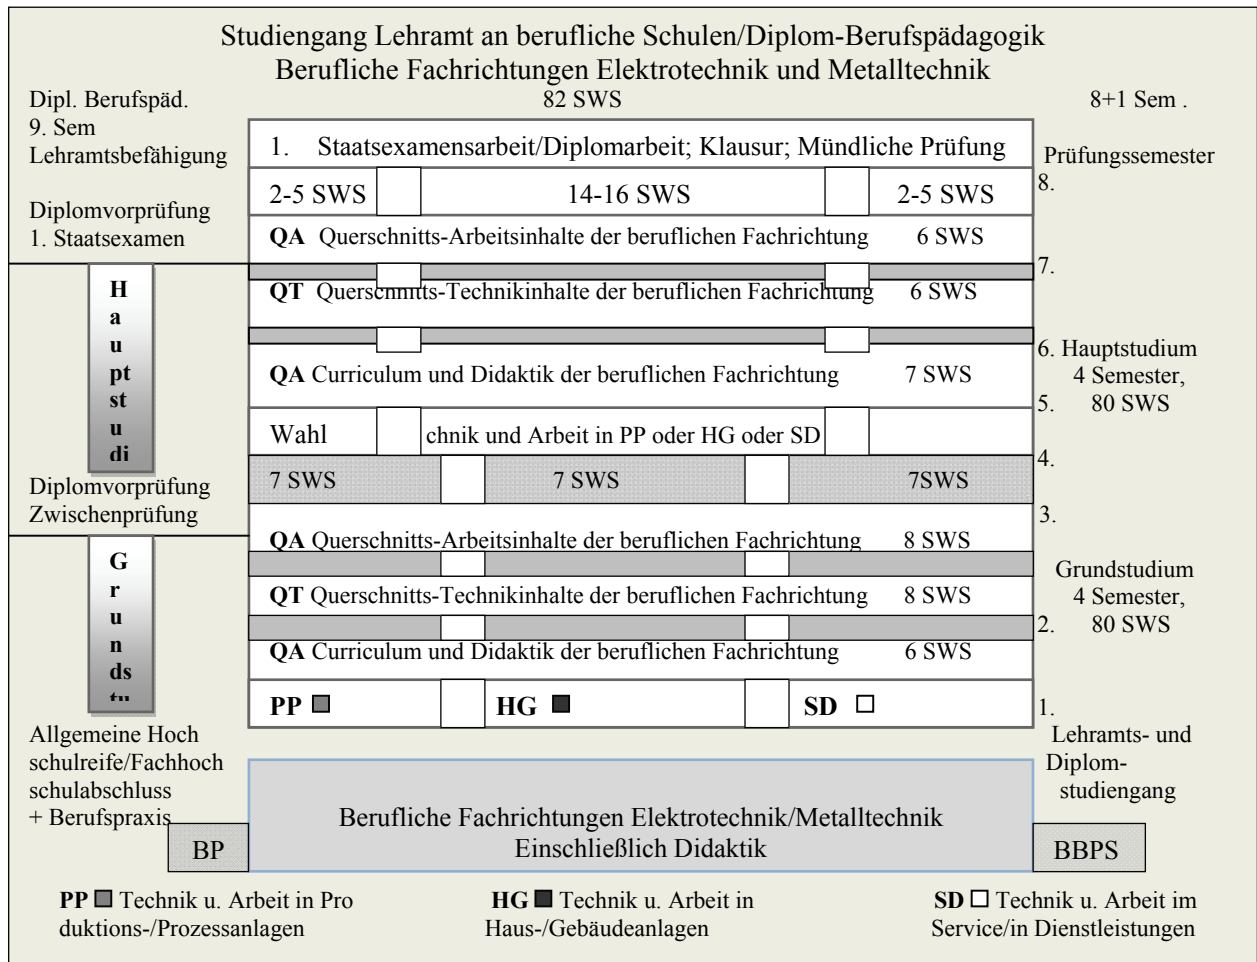 Studiengang Lehramt an berufliche Schulen/Diplom-Berufspädagogik
Berufliche Fachrichtungen Elektrotechnik und Metalltechnik
Dipl. Berufspäd.
9. Sem
Lehramtsbefähigung
82 SWS
8+1 Sem .
1. Staatsexamensarbeit/Diplomarbeit; Klausur; Mündliche Prüfung
Prüfungssemester
8.
2-5 SWS 14-16 SWS 2-5 SWS
Diplomvorprüfung
1. Staatsexamen
QA Querschnitts-Arbeitsinhalte der beruflichen Fachrichtung 6 SWS
7.
H
a
u
pt
st
u
di
QT Querschnitts-Technikinhalte der beruflichen Fachrichtung 6 SWS
6. Hauptstudium
4 Semester,
80 SWS
QA Curriculum und Didaktik der beruflichen Fachrichtung 7 SWS
5.
Wahl chnik und Arbeit in PP oder HG oder SD
4.
7 SWS 7 SWS 7SWS
Diplomvorprüfung
Zwischenprüfung
3.
QA Querschnitts-Arbeitsinhalte der beruflichen Fachrichtung 8 SWS
G
r
u
n
ds
tu
QT Querschnitts-Technikinhalte der beruflichen Fachrichtung 8 SWS
Grundstudium
4 Semester,
80 SWS
2.
QA Curriculum und Didaktik der beruflichen Fachrichtung 6 SWS
PP HG SD
1.
Allgemeine Hoch
schulreife/Fachhoch
schulabschluss
+ Berufspraxis
Lehramts- und
Diplom-
studiengang
Berufliche Fachrichtungen Elektrotechnik/Metalltechnik
Einschließlich Didaktik
BP
BBPS
PP Technik u. Arbeit in Pro
duktions-/Prozessanlagen
HG Technik u. Arbeit in
Haus-/Gebäudeanlagen
SD Technik u. Arbeit im
Service/in Dienstleistungen